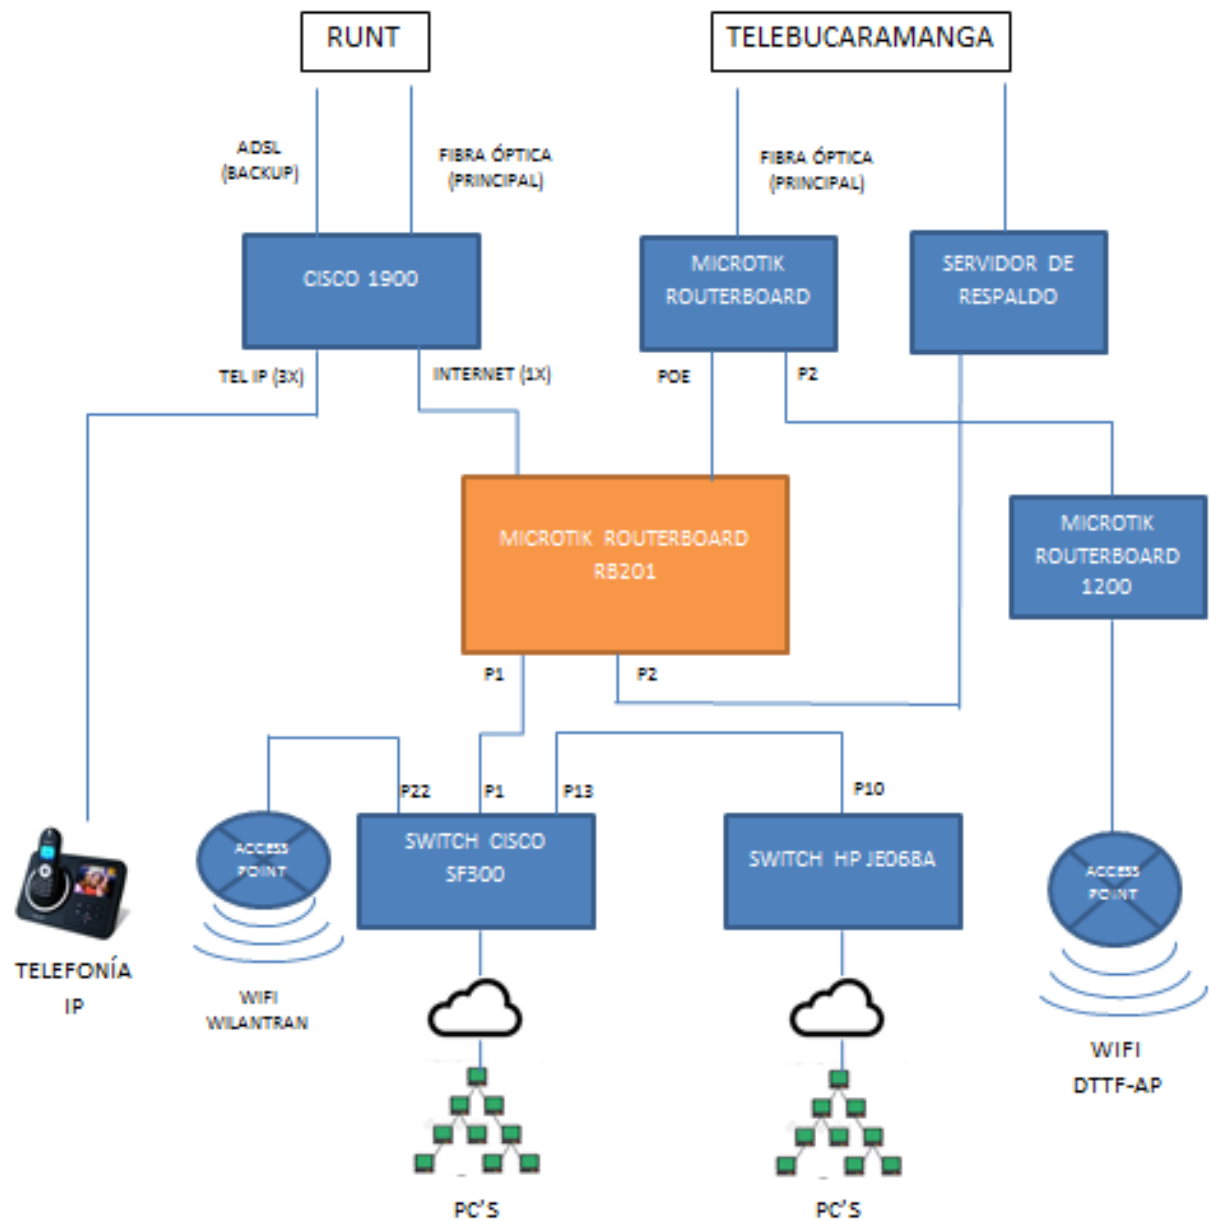 RUNT
TELEBUCARAMANGA
ADSL
(BACKUP)
FIBRA ÓPTICA
(PRINCIPAL)
FIBRA ÓPTICA
(PRINCIPAL)
CISCO 1900
MICROTIK
ROUTERBOARD
SERVIDOR DE
RESPALDO
TEL IP (3X)
INTERNET (1X)
POE
P2
MICROTIK ROUTERBOARD
RB201
MICROTIK
ROUTERBOARD
1200
P1
P2
P22
P1
P13
P10
ACCESS
POINT
SWITCH CISCO
SF300
SWITCH HP JE068A
ACCESS
POINT
TELEFONÍA
IP
WIFI
WILANTRAN
WIFI
DTTF-AP
PC'S
PC'S